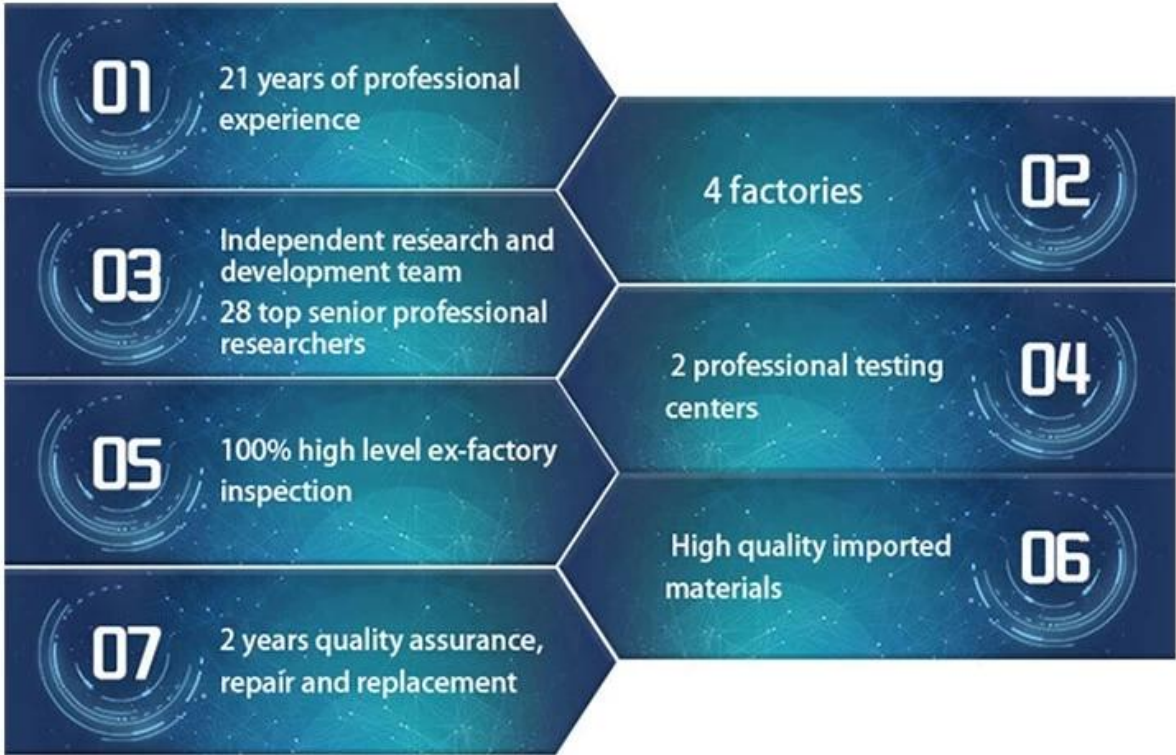 01
21 years of professional
experience
02
4 factories
03
Independent research and
development team
28 top senior professional
researchers
04
2 professional testing
centers
05
100% high level ex-factory
inspection
06
High quality imported
materials
07
2 years quality assurance,
repair and replacement